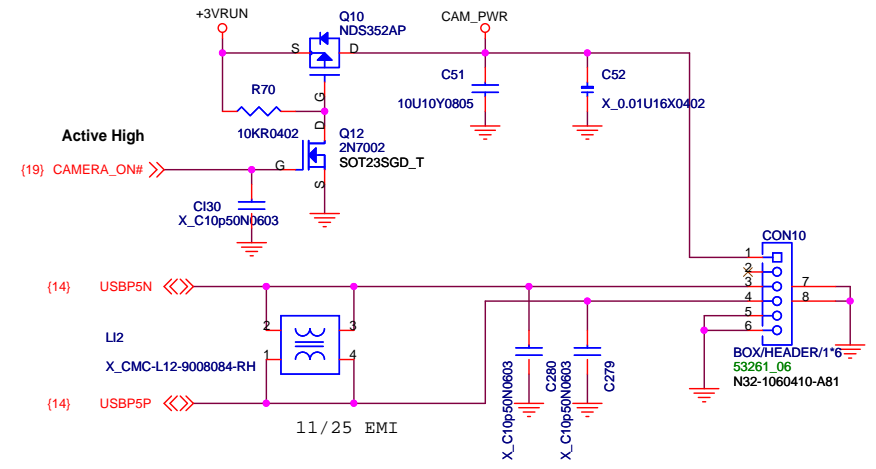 +3VRUN
Q10
NDS352AP
CAM_PWR
S
D
G
R70
10KR0402
C51
10U10Y0805
C52
X_0.01U16X0402
Active High
D
Q12
2N7002
SOT23SGD_T
{19} CAMERA_ON#
G
S
CI30
X_C10p50N0603
CON10
1
2
3
4
5
6
7
8
BOX/HEADER/1*6
53261_06
N32-1060410-A81
{14} USBP5N
2
3
1
4
LI2
X_CMC-L12-9008084-RH
{14} USBP5P
11/25 EMI
X_C10p50N0603
C280
X_C10p50N0603
C279